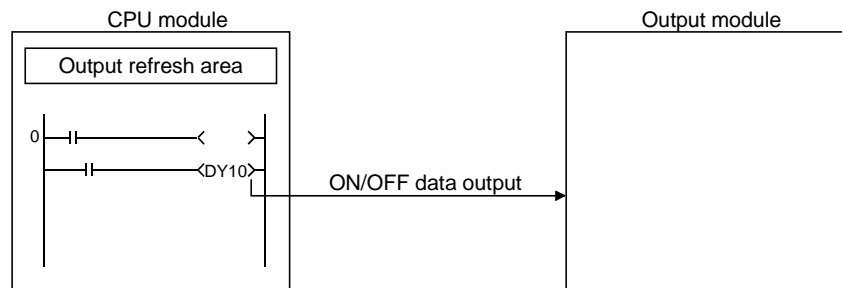 CPU module
Output module
Output refresh area
0
DY10
ON/OFF data output